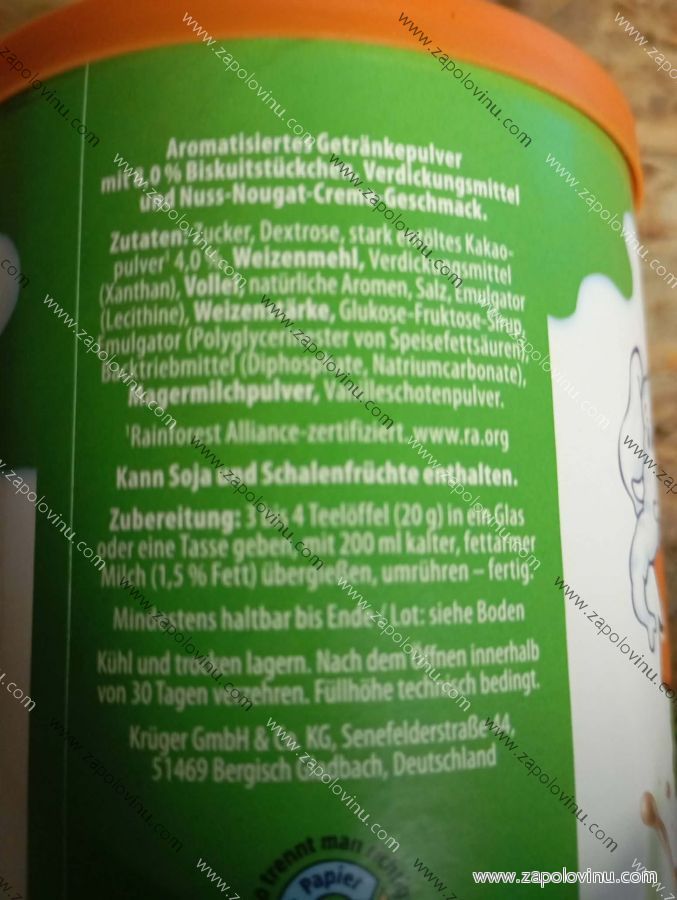 Aromatisiertes Getränkepulver
mit % Biskuitstückchen, Verdickungsmittel
und Nuss-Nougat-Creme-Geschmack.
Zutaten: Zucker, Dextrose, stark entöltes Kakao-
pulver¹ 4,0 %, Weizenmehl, Verdickungsmittel
(Xanthan), Vollei, natürliche Aromen, Salz, Emulgator
(Lecithine), Weizenstärke, Glukose-Fruktose-Sirup,
Emulgator (Polyglycerinester von Speisefettsäuren),
Backtriebmittel (Diphosphate, Natriumcarbonate),
Magermilchpulver, Vanilleschotenpulver.
¹Rainforest Alliance-zertifiziert. www.ra.org
Kann Soja und Schalenfrüchte enthalten.
Zubereitung: 3 bis 4 Teelöffel (20 g) in ein Glas
oder eine Tasse geben, mit 200 ml kalter, fettarmer
Milch (1,5 % Fett) übergießen, umrühren – fertig.
Mindestens haltbar bis Ende / Lot: siehe Boden
Kühl und trocken lagern. Nach dem Öffnen innerhalb
von 30 Tagen verzehren. Füllhöhe technisch bedingt.
Krüger GmbH & Co. KG, Senefelderstraße 44,
51469 Bergisch Gladbach, Deutschland
so trennt man richtig
Papier
www.zapolovinu.com